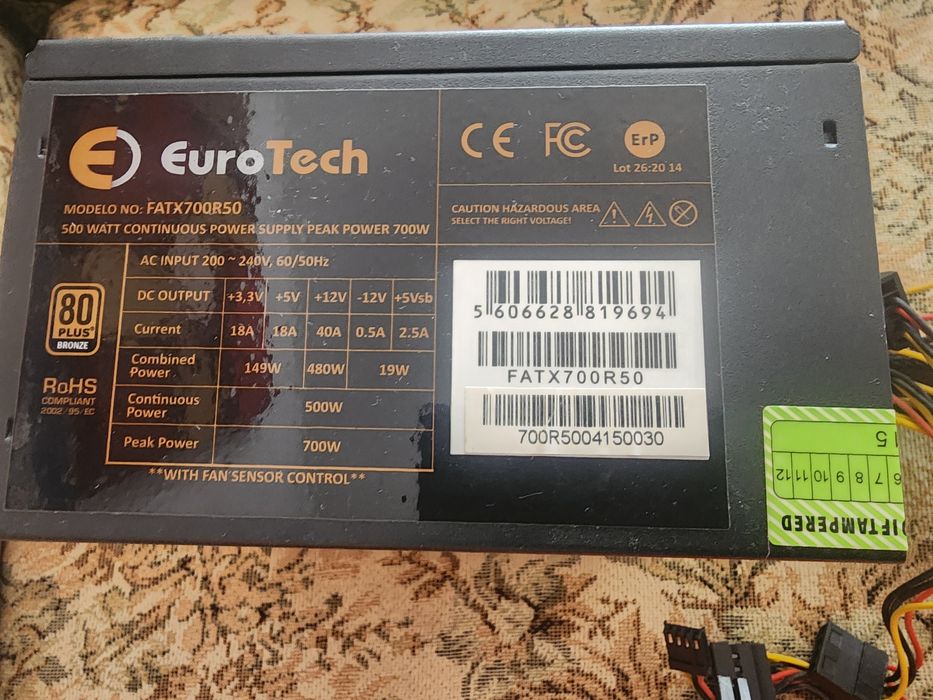 EuroTech
MODELO NO: FATX700R50
500 WATT CONTINUOUS POWER SUPPLY PEAK POWER 700W
CE FC ErP
Lot 26:20 14
CAUTION HAZARDOUS AREA
SELECT THE RIGHT VOLTAGE!
AC INPUT 200 ~ 240V, 60/50Hz
DC OUTPUT +3,3V +5V +12V -12V +5Vsb
Current 18A 18A 40A 0.5A 2.5A
Combined Power 149W 480W 19W
Continuous Power 500W
Peak Power 700W
**WITH FAN SENSOR CONTROL**
80
PLUS®
BRONZE
RoHS
COMPLIANT
2002/95/EC
5 606628 819694
FATX700R50
700R5004150030
15
6 7 8 9 10 11 12
IF TAMPERED